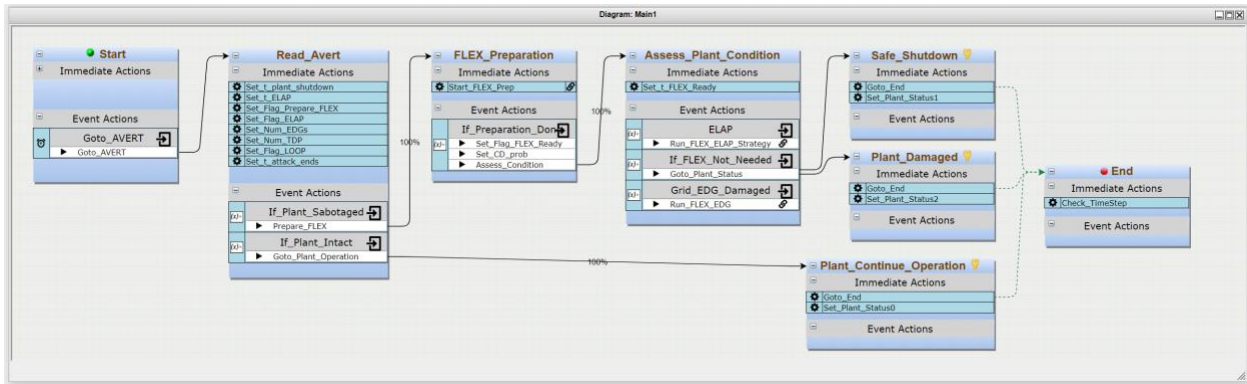 Diagram: Main1
Start
Immediate Actions
Event Actions
Goto_AVERT
Goto_AVERT
Read_Avert
Immediate Actions
Set_t_plant_shutdown
Set_t_ELAP
Set_Flag_Prepare_FLEX
Set_Flag_ELAP
Set_Num_EDGs
Set_Num_TDP
Set_Flag_LOOP
Set_t_attack_ends
Event Actions
If_Plant_Sabotaged
Prepare_FLEX
If_Plant_Intact
Goto_Plant_Operation
100%
FLEX_Preparation
Immediate Actions
Start_FLEX_Prep
Event Actions
If_Preparation_Don
Set_Flag_FLEX_Ready
Set_CD_prob
Assess_Condition
100%
Assess_Plant_Condition
Immediate Actions
Set_t_FLEX_Ready
Event Actions
ELAP
Run_FLEX_ELAP_Strategy
If_FLEX_Not_Needed
Goto_Plant_Status
Grid_EDG_Damaged
Run_FLEX_EDG
100%
Safe_Shutdown
Immediate Actions
Goto_End
Set_Plant_Status1
Event Actions
Plant_Damaged
Immediate Actions
Goto_End
Set_Plant_Status2
Event Actions
Plant_Continue_Operation
Immediate Actions
Goto_End
Set_Plant_Status0
Event Actions
End
Immediate Actions
Check_TimeStep
Event Actions